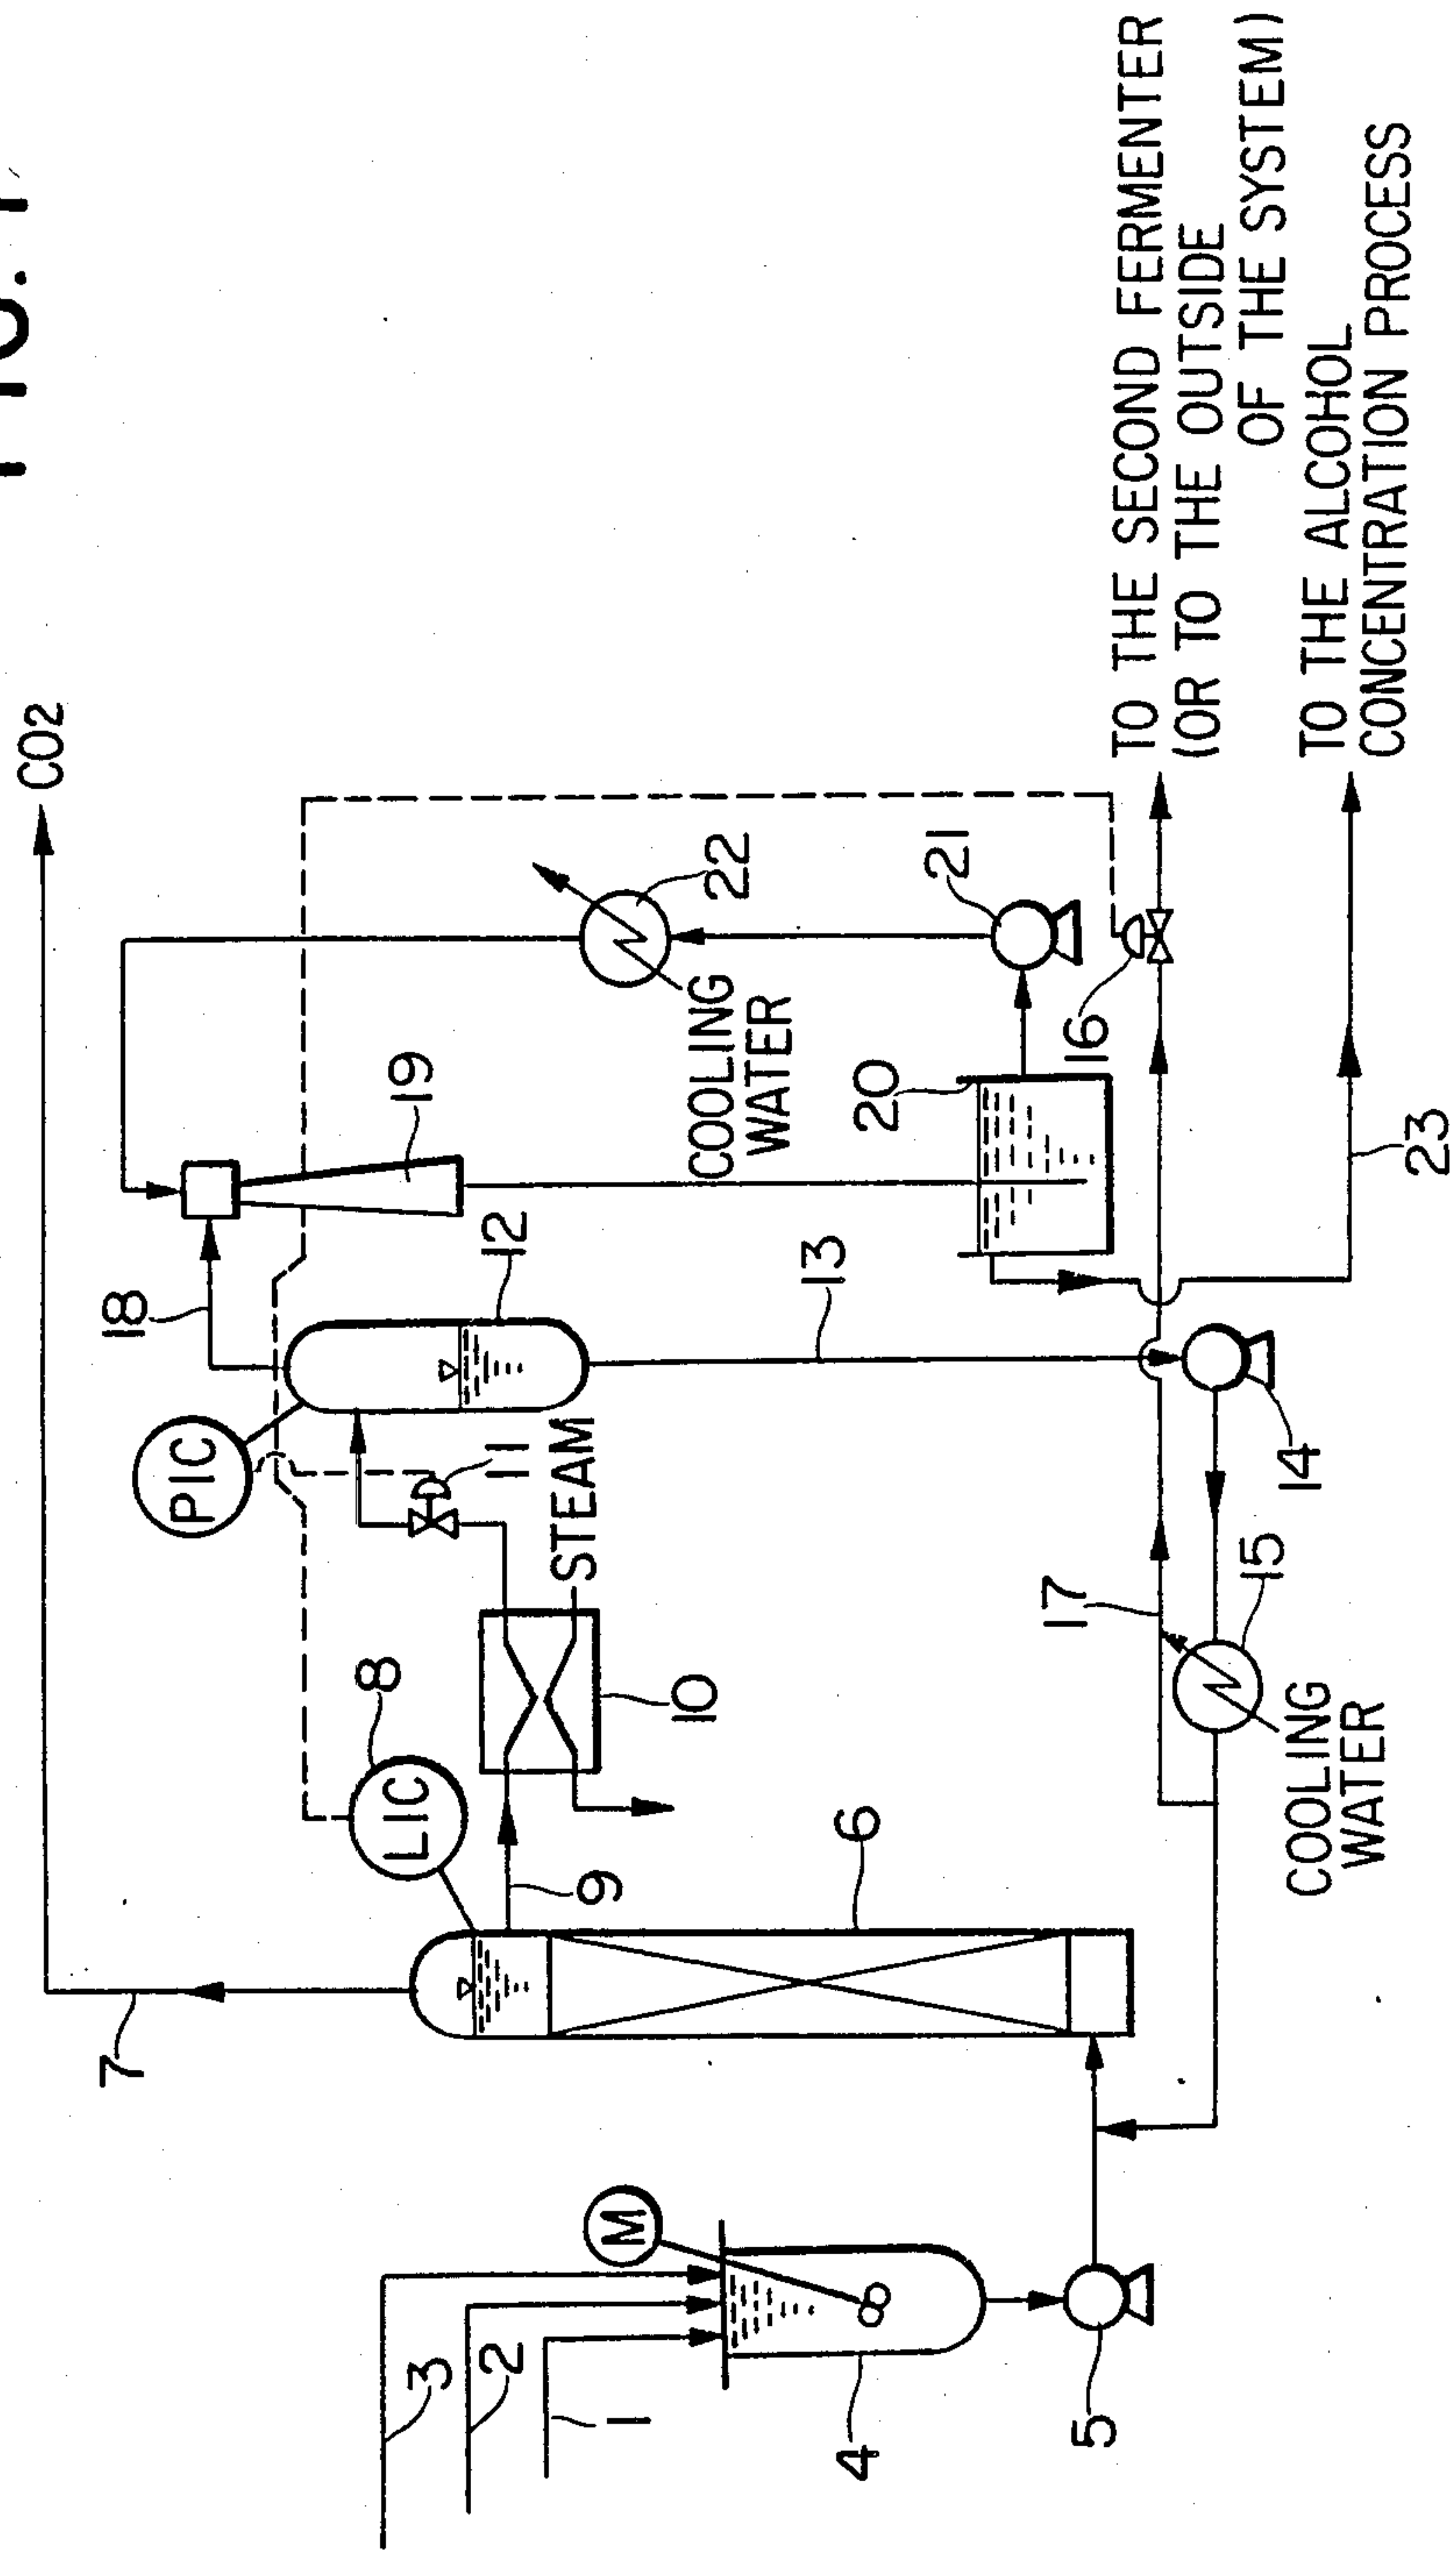 FIG. 1
CO2
7
3
2
1
M
4
5
6
LIC
8
9
10
STEAM
11
PIC
12
18
19
13
COOLING
WATER
22
20
21
16
17
14
15
COOLING
WATER
23
TO THE SECOND FERMENTER
(OR TO THE OUTSIDE
OF THE SYSTEM)
TO THE ALCOHOL
CONCENTRATION PROCESS